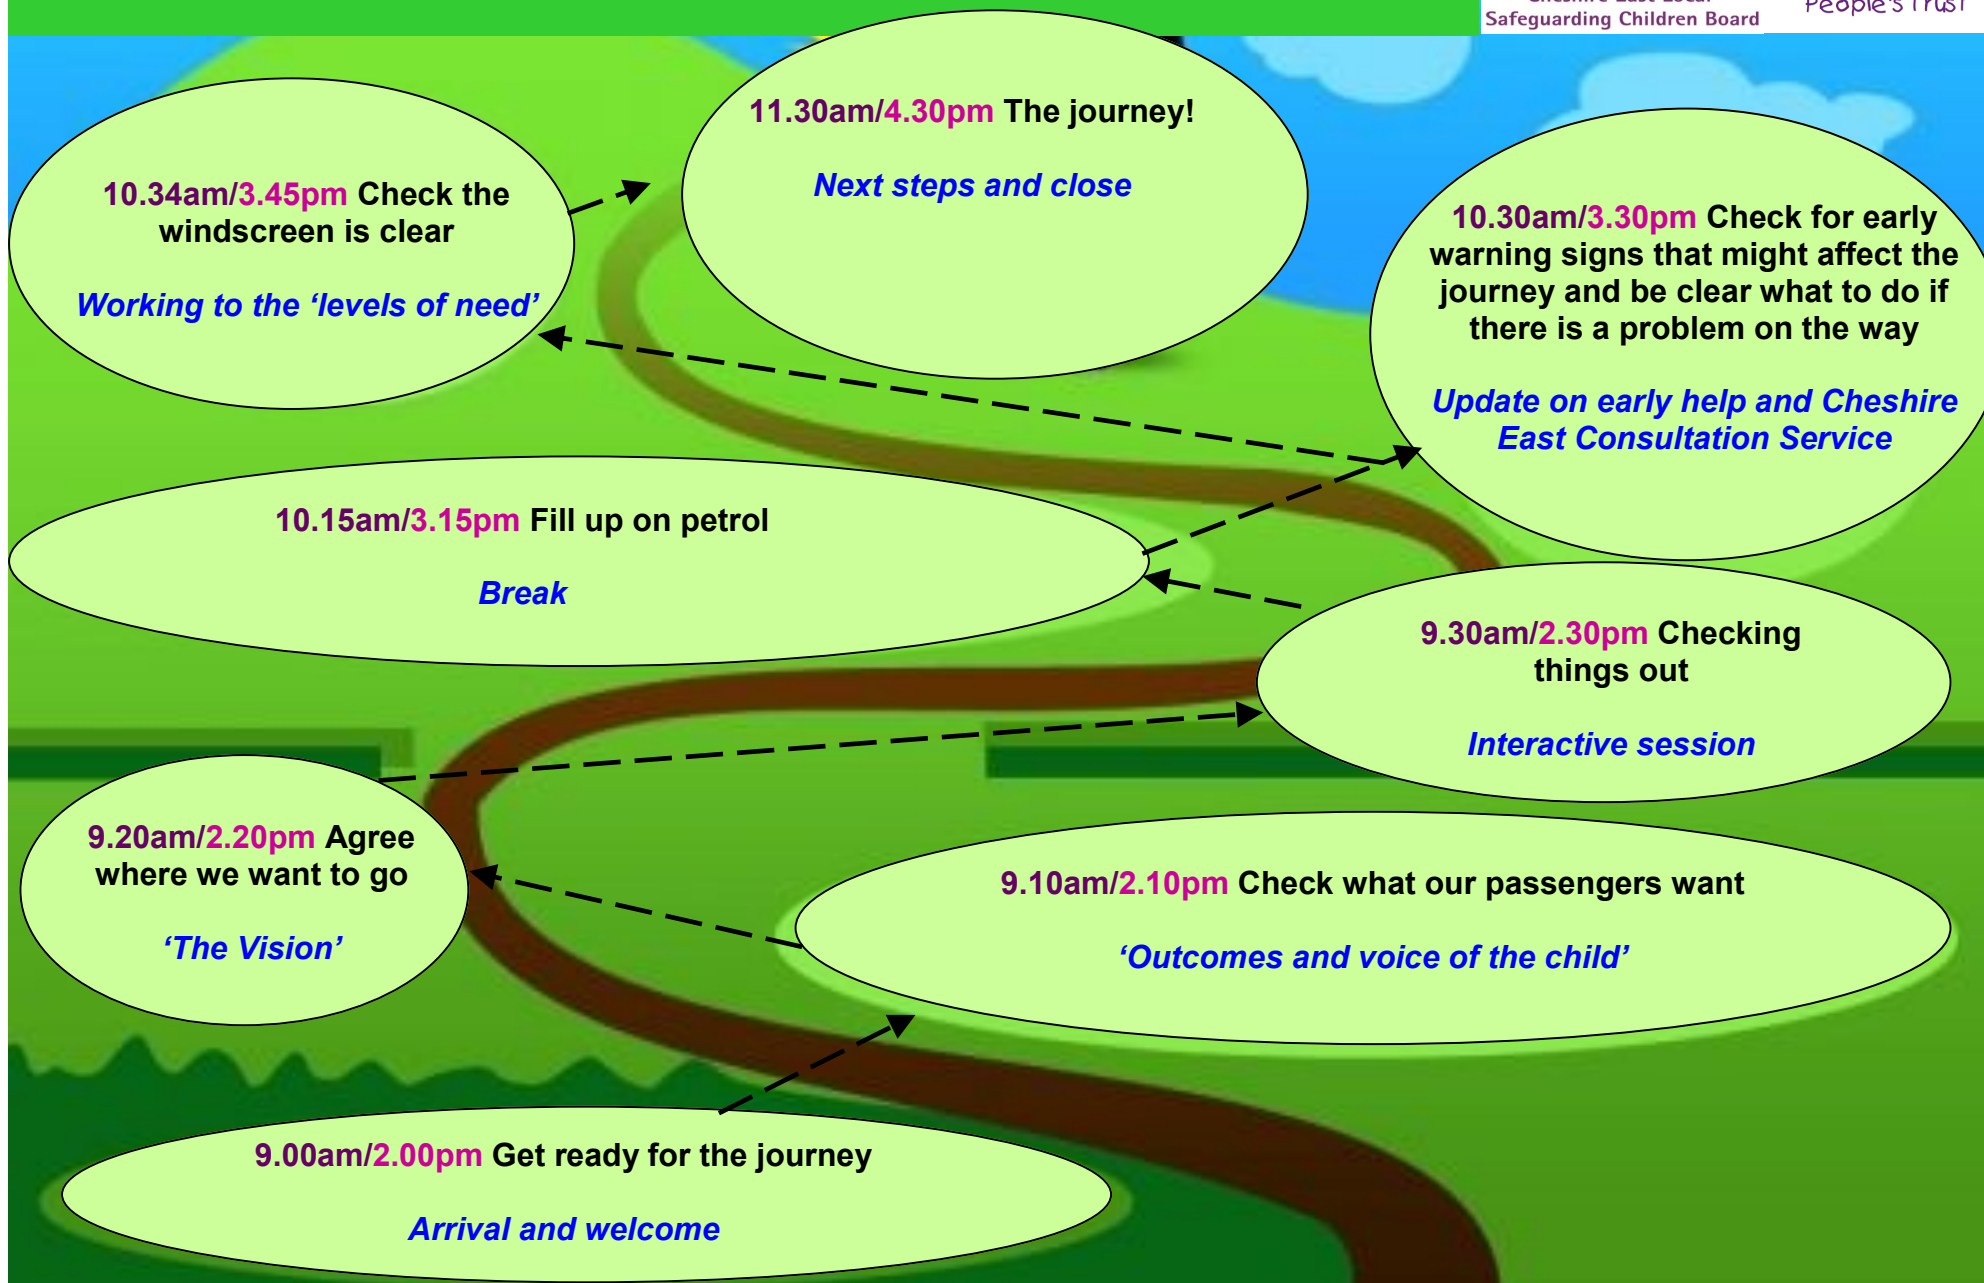 Cheshire East Local
Safeguarding Children Board
People's Trust
11.30am/4.30pm The journey!
Next steps and close
10.34am/3.45pm Check the
windscreen is clear
Working to the ‘levels of need’
10.30am/3.30pm Check for early
warning signs that might affect the
journey and be clear what to do if
there is a problem on the way
Update on early help and Cheshire
East Consultation Service
10.15am/3.15pm Fill up on petrol
Break
9.30am/2.30pm Checking
things out
Interactive session
9.20am/2.20pm Agree
where we want to go
‘The Vision’
9.10am/2.10pm Check what our passengers want
‘Outcomes and voice of the child’
9.00am/2.00pm Get ready for the journey
Arrival and welcome